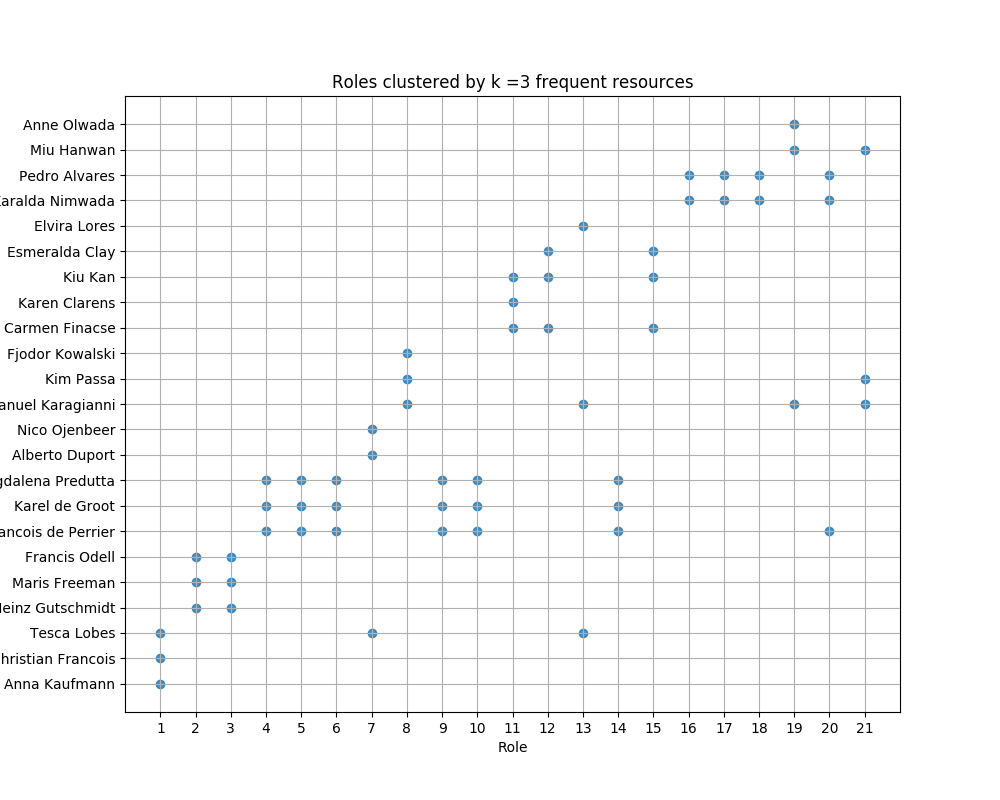 Roles clustered by k =3 frequent resources
Anne Olwada
Miu Hanwan
Pedro Alvares
aralda Nimwada
Elvira Lores
Esmeralda Clay
Kiu Kan
Karen Clarens
Carmen Finacse
Fjodor Kowalski
Kim Passa
anuel Karagianni
Nico Ojenbeer
Alberto Duport
gdalena Predutta
Karel de Groot
ancois de Perrier
Francis Odell
Maris Freeman
einz Gutschmidt
Tesca Lobes
hristian Francois
Anna Kaufmann
1 2 3 4 5 6 7 8 9 10 11 12 13 14 15 16 17 18 19 20 21
Role